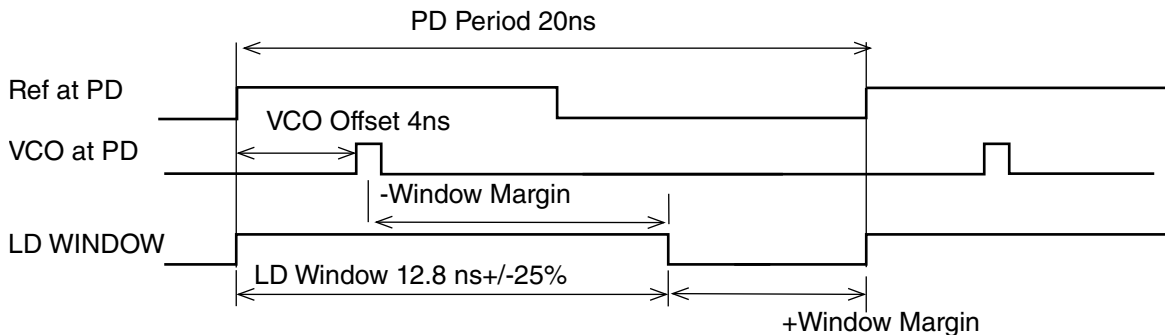 PD Period 20ns
Ref at PD
VCO Offset 4ns
VCO at PD
-Window Margin
LD WINDOW
LD Window 12.8 ns+/-25%
+Window Margin